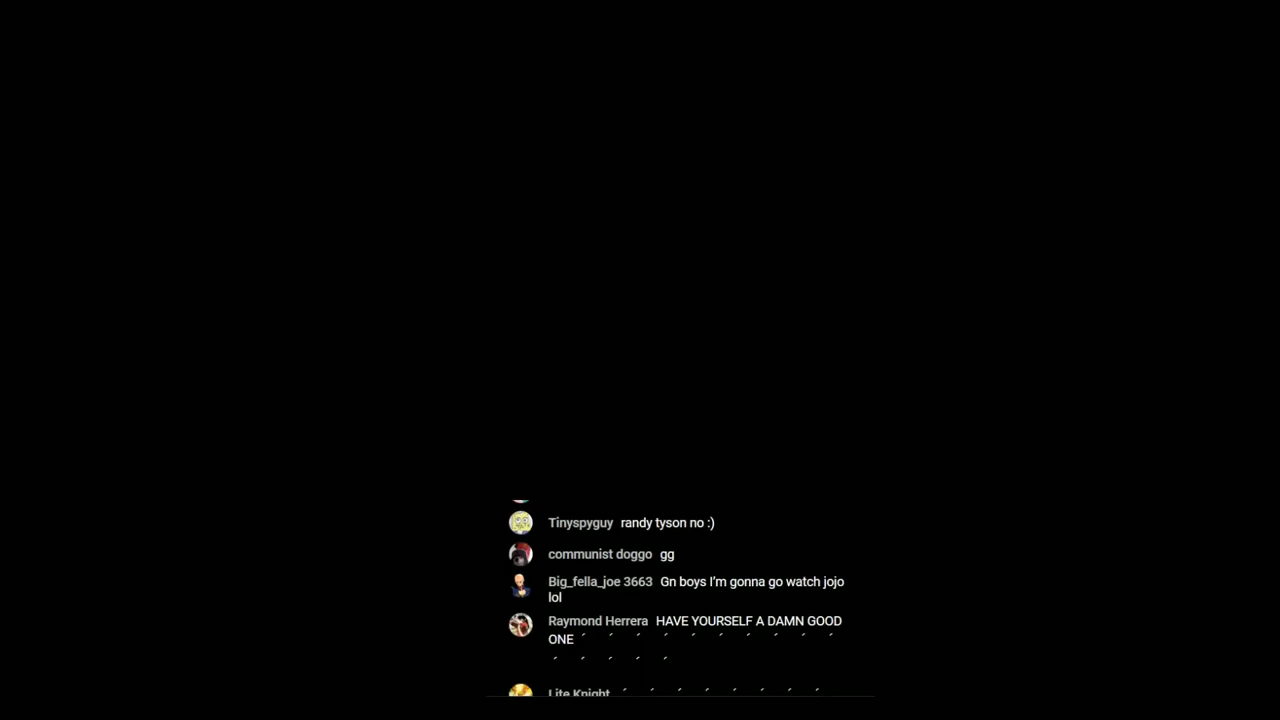 Tinyspyguy randy tyson no :)
communist doggo gg
Big_fella_joe 3663 Gn boys I’m gonna go watch jojo
lol
Raymond Herrera HAVE YOURSELF A DAMN GOOD
ONE ˊ ˊ ˊ ˊ ˊ ˊ ˊ ˊ ˊ ˊ
ˊ ˊ ˊ ˊ ˊ
Lite Knight ˊ ˊ ˊ ˊ ˊ ˊ ˊ ˊ